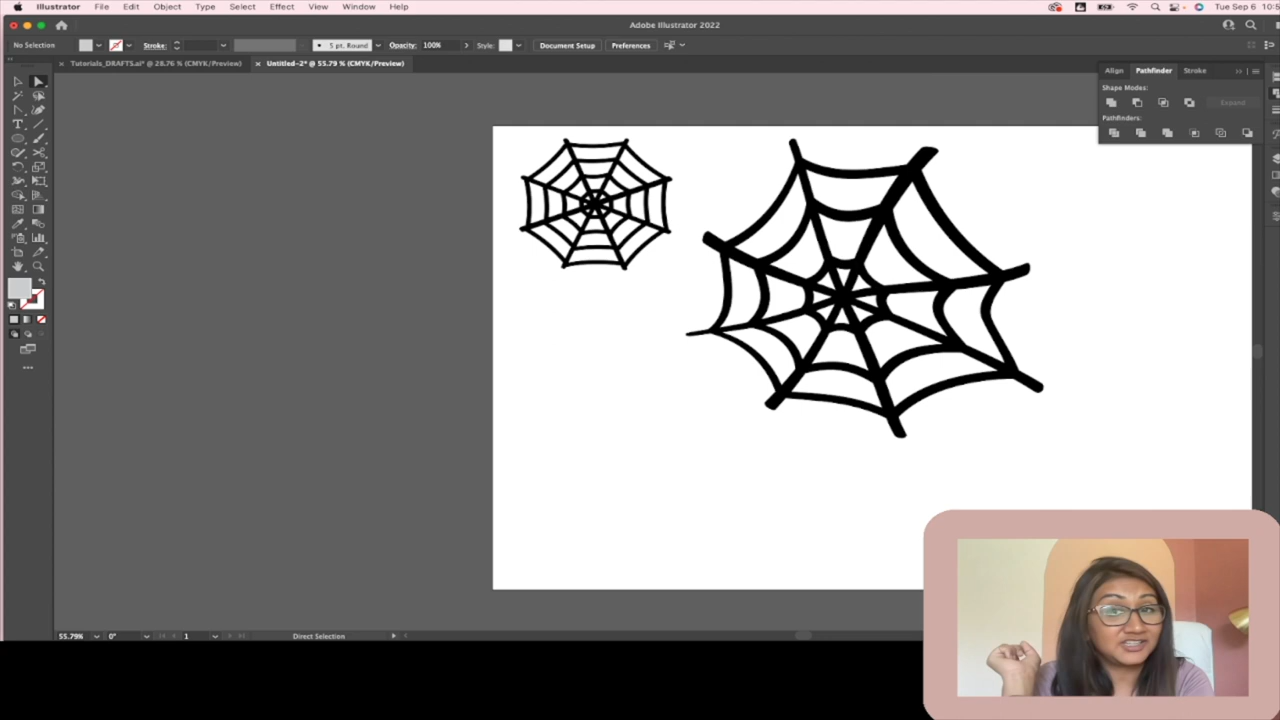 Illustrator File Edit Object Type Select Effect View Window Help Tue Sep 6 10:5
Adobe Illustrator 2022
No Selection Stroke: 5 pt. Round Opacity: 100% Style: Document Setup Preferences
Tutorials_DRAFTS.ai* @ 28.76 % (CMYK/Preview) Untitled-2* @ 55.79 % (CMYK/Preview)
Align Pathfinder Stroke
Shape Modes:
Expand
Pathfinders:
55.79% 0° 1 Direct Selection